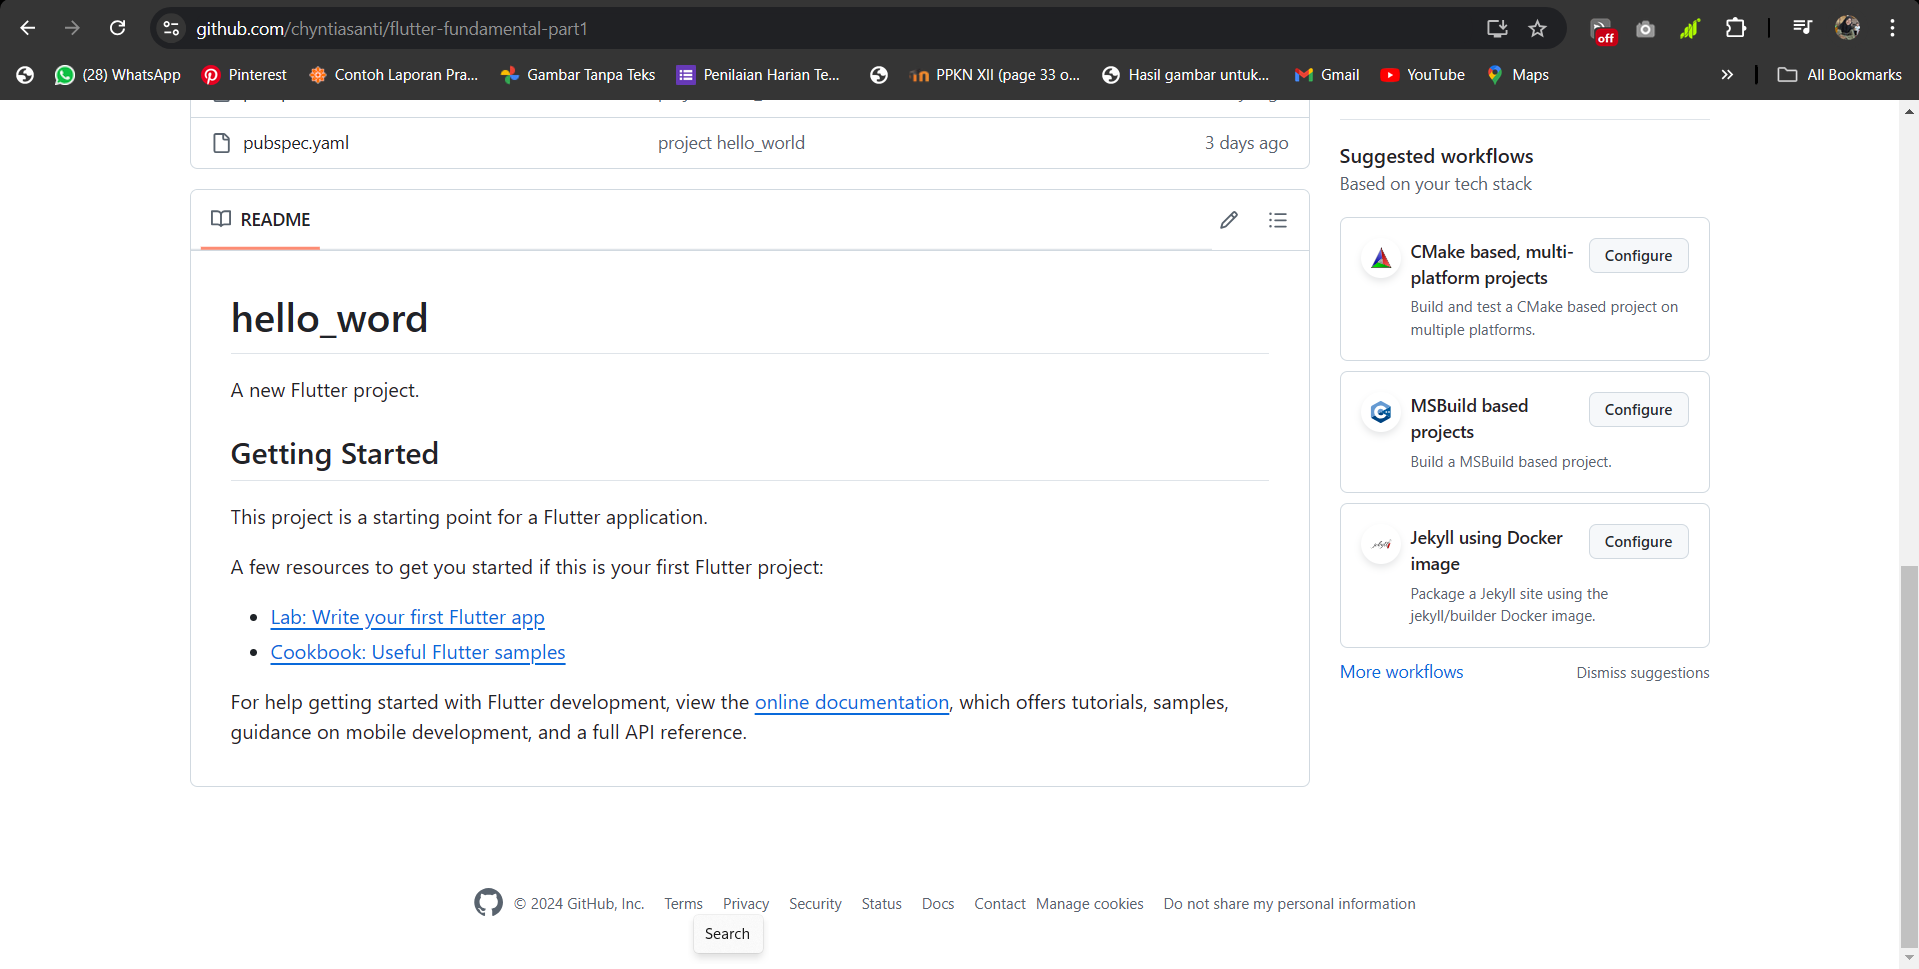 github.com/chyntiasanti/flutter-fundamental-part1
off
(28) WhatsApp
Pinterest
Contoh Laporan Pra...
Gambar Tanpa Teks
Penilaian Harian Te...
PPKN XII (page 33 o...
Hasil gambar untuk...
Gmail
YouTube
Maps
»
All Bookmarks
pubspec.yaml
project hello_world
3 days ago
README
hello_word
A new Flutter project.
Getting Started
This project is a starting point for a Flutter application.
A few resources to get you started if this is your first Flutter project:
Lab: Write your first Flutter app
Cookbook: Useful Flutter samples
For help getting started with Flutter development, view the online documentation, which offers tutorials, samples,
guidance on mobile development, and a full API reference.
Suggested workflows
Based on your tech stack
CMake based, multi-
platform projects
Configure
Build and test a CMake based project on
multiple platforms.
MSBuild based
projects
Configure
Build a MSBuild based project.
Jekyll using Docker
image
Configure
Package a Jekyll site using the
jekyll/builder Docker image.
More workflows
Dismiss suggestions
© 2024 GitHub, Inc.
Terms
Privacy
Security
Status
Docs
Contact
Manage cookies
Do not share my personal information
Search